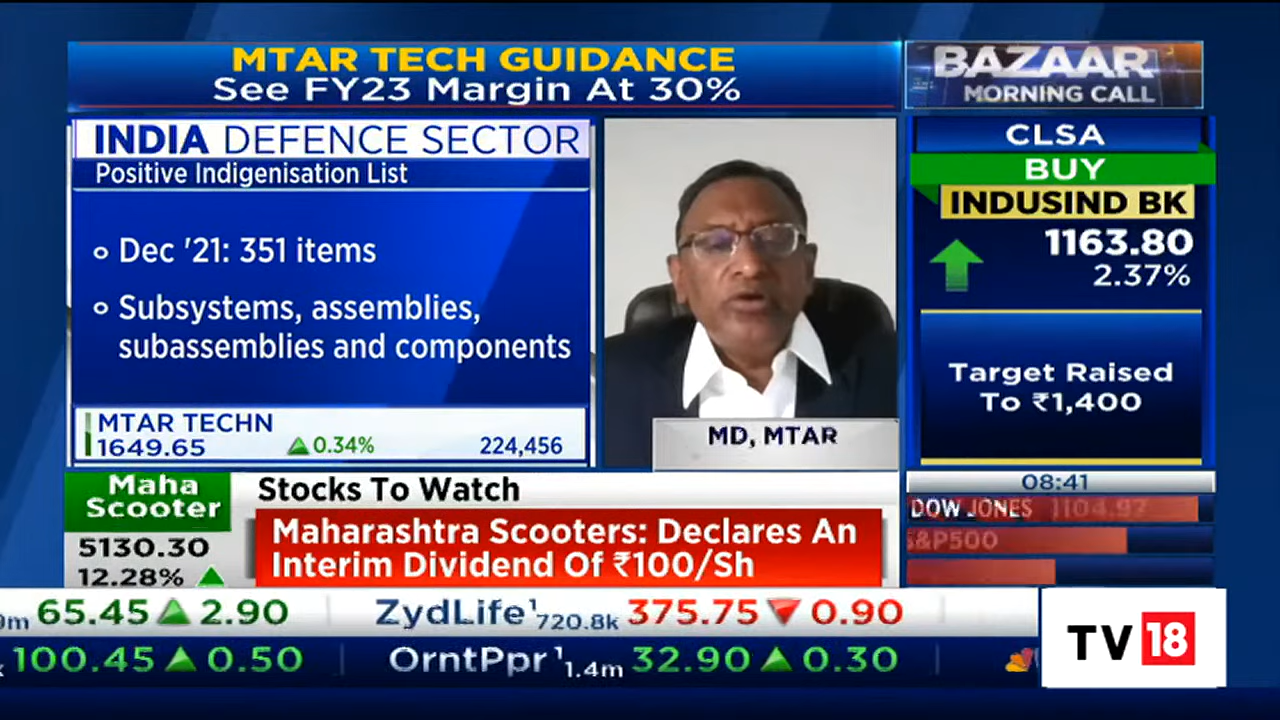 MTAR TECH GUIDANCE
See FY23 Margin At 30%
BAZAAR
MORNING CALL
INDIA DEFENCE SECTOR
Positive Indigenisation List
Dec '21: 351 items
Subsystems, assemblies,
subassemblies and components
MTAR TECHN
1649.65 0.34% 224,456
MD, MTAR
CLSA
BUY
INDUSIND BK
1163.80
2.37%
Target Raised
To ₹1,400
08:41
DOW JONES 1104.97
S&P500
Maha
Scooter
5130.30
12.28%
Stocks To Watch
Maharashtra Scooters: Declares An
Interim Dividend Of ₹100/Sh
65.45 2.90 ZydLife¹ 720.8k 375.75 0.90
100.45 0.50 OrntPpr¹ 1.4m 32.90 0.30
TV18